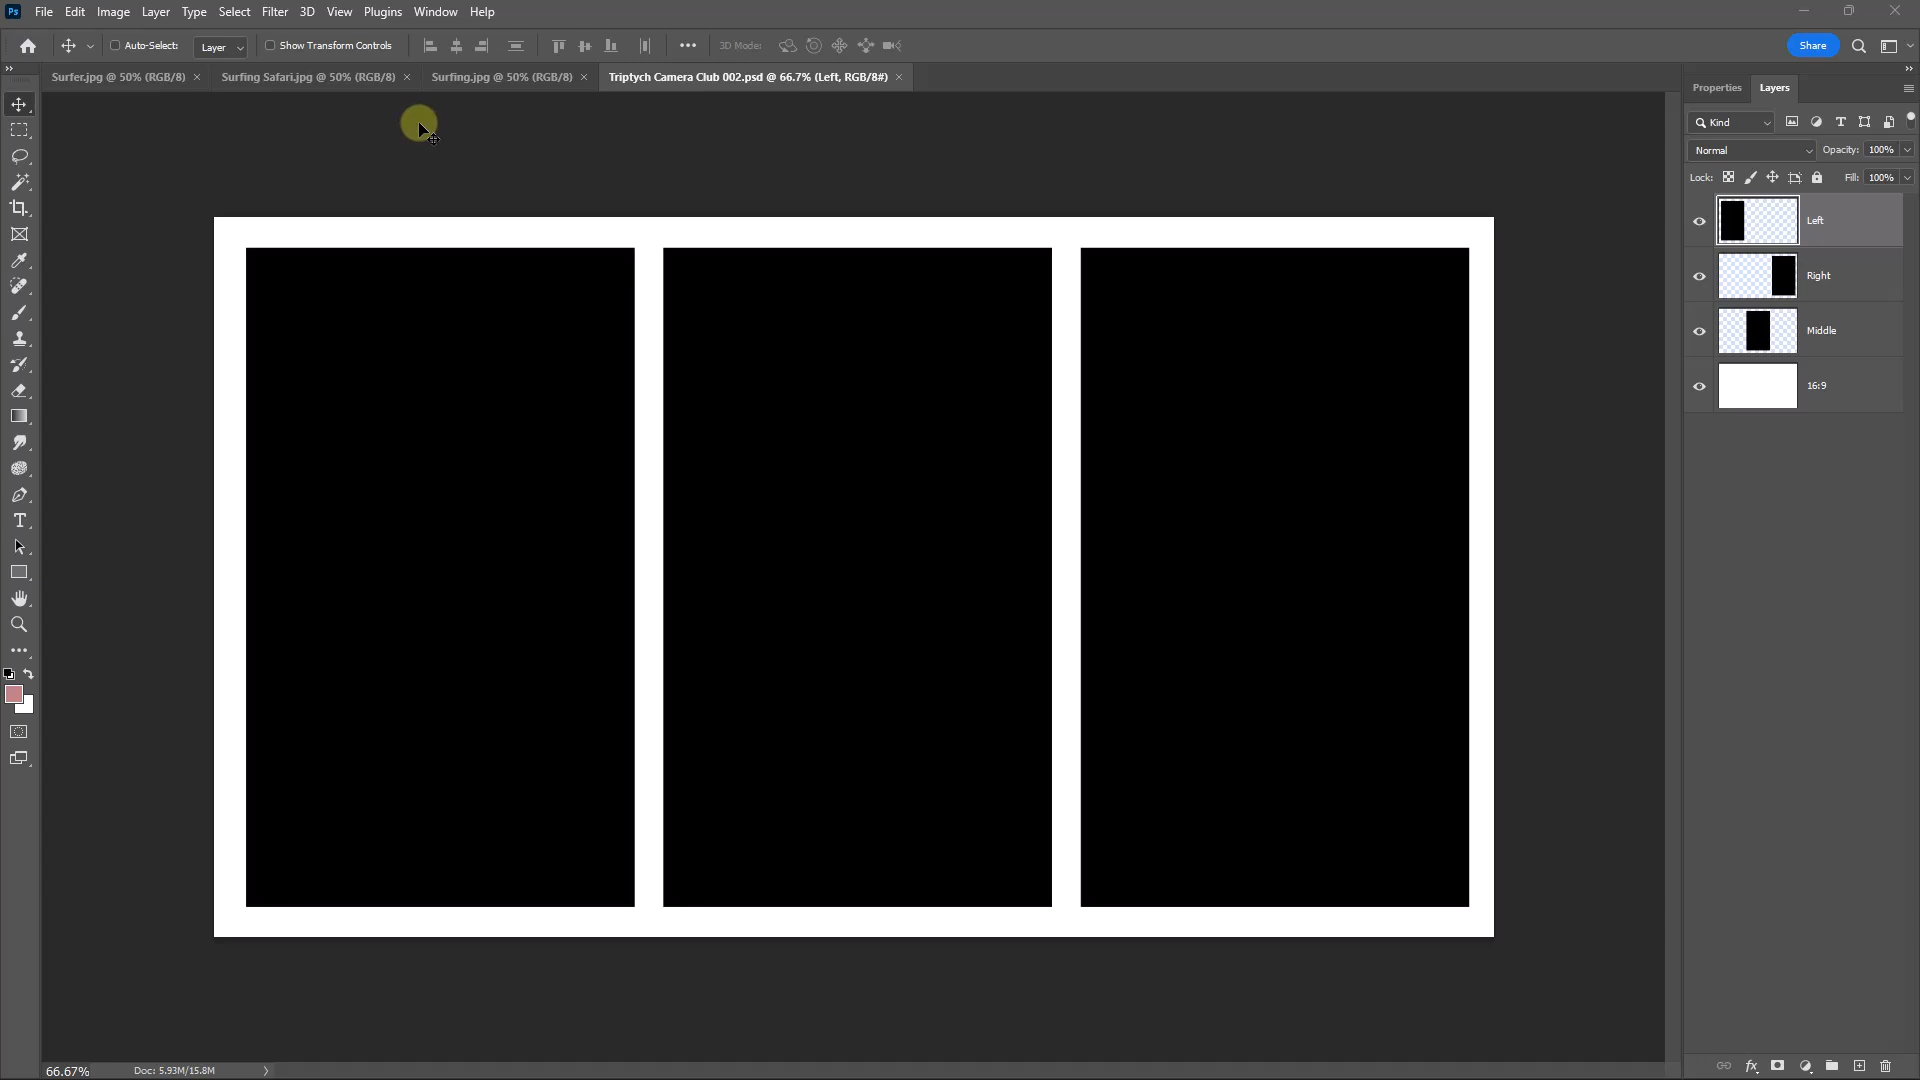 Ps File Edit Image Layer Type Select Filter 3D View Plugins Window Help
Auto-Select: Layer Show Transform Controls 3D Mode: Share
Surfer.jpg @ 50% (RGB/8) Surfing Safari.jpg @ 50% (RGB/8) Surfing.jpg @ 50% (RGB/8) Triptych Camera Club 002.psd @ 66.7% (Left, RGB/8#)
Properties Layers
Kind
Normal Opacity: 100%
Lock: Fill: 100%
Left
Right
Middle
16:9
66.67% Doc: 5.93M/15.8M